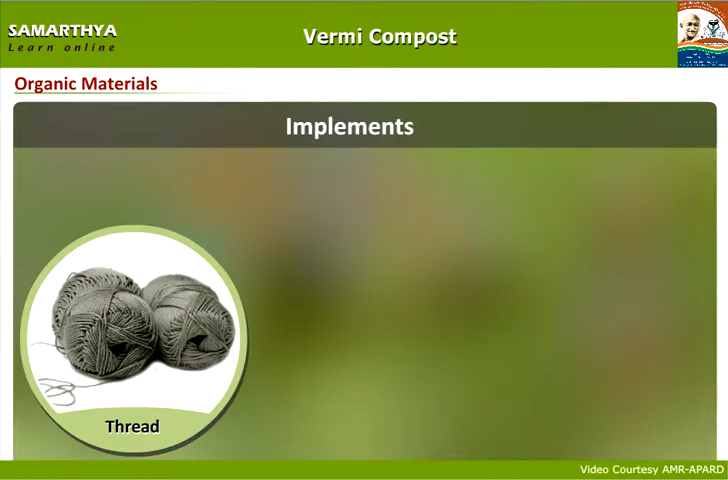 SAMARTHYA
Learn online
Vermi Compost
Organic Materials
Implements
Thread
Video Courtesy AMR-APARD